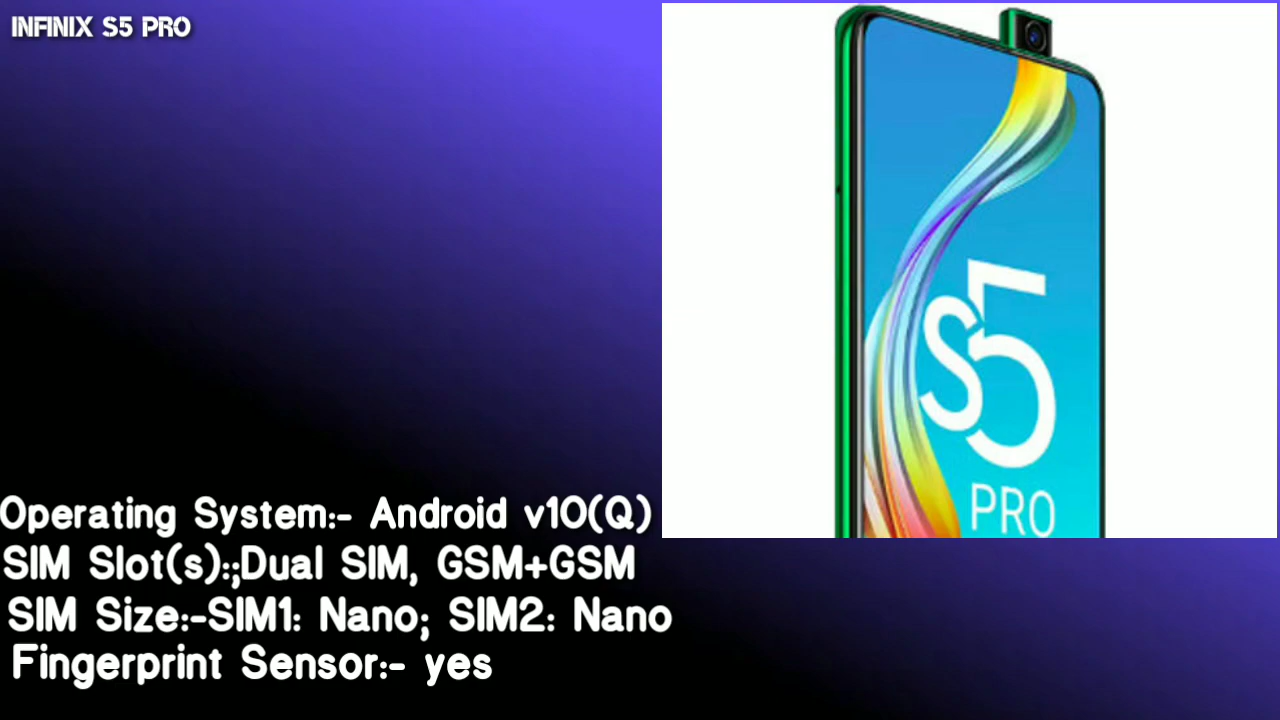 INFINIX S5 PRO
S5
PRO
Operating System:- Android v10(Q)
SIM Slot(s):;Dual SIM, GSM+GSM
SIM Size:-SIM1: Nano; SIM2: Nano
Fingerprint Sensor:- yes